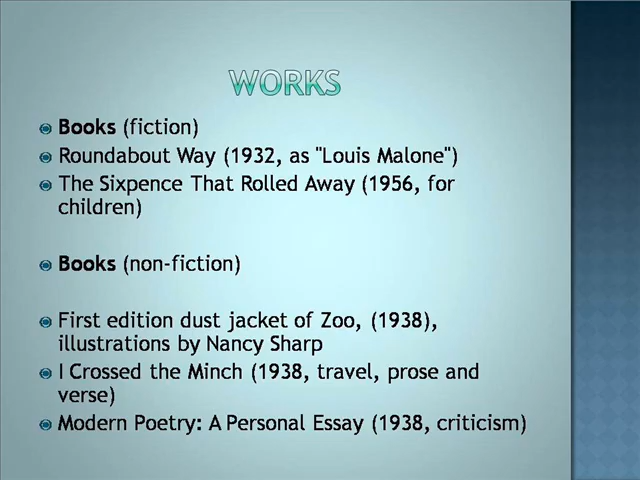 WORKS
Books (fiction)
Roundabout Way (1932, as "Louis Malone")
The Sixpence That Rolled Away (1956, for
children)
Books (non-fiction)
First edition dust jacket of Zoo, (1938),
illustrations by Nancy Sharp
I Crossed the Minch (1938, travel, prose and
verse)
Modern Poetry: A Personal Essay (1938, criticism)